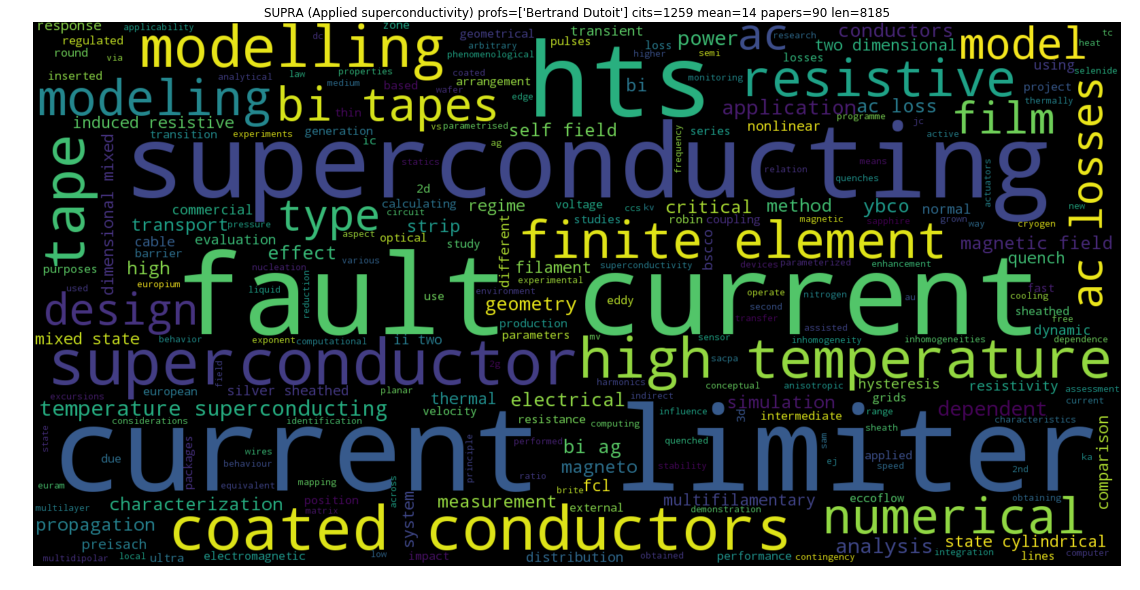 SUPRA (Applied superconductivity) profs=['Bertrand Dutoit'] cits=1259 mean=14 papers=90 len=8185
response applicability dc geometrical zone transient conductors research tc
regulated modelling arbitrary pulses loss power ac two dimensional model heat
round via phenomenological higher semi
inserted analytical law properties arrangement hts bi losses monitoring resistive using selenide
modeling bi tapes medium based coated wafer edge application ac loss project thermally
induced resistive thin vs parametrised self field series nonlinear programme film jc
transition experiments generation ic ag frequency active
tape dimensional mixed superconducting statics relation means quenches actuators ac losses
commercial type calculating 2d regime voltage ccs kv critical method ybco normal grown way new
transport pressure circuit strip studies robin coupling magnetic sapphire cryogen
cable evaluation aspect optical different finite element bscco magnetic field
barrier effect study
purposes high nucleation various filament superconductivity devices parameterized enhancement quench
europium used liquid reduction use environment experimental eddy second operate nitrogen au fast cooling sheathed
design fault current geometry transfer assisted free
mixed state behavior exponent computational ii two production parameters mv sensor inhomogeneity inhomogeneities dynamic dependence
superconductor field 2g sacpa high temperature
excursions european silver sheathed planar harmonics conceptual anisotropic hysteresis resistivity assessment
temperature superconducting thermal electrical indirect simulation grids current
considerations identification velocity resistance computing influence 3d intermediate range dependent characteristics
state due wires packages current limiter principle performed bi ag quenched sam sheath applied comparison
behaviour mapping across ratio magneto stability ej speed 2nd ka
euram equivalent position matrix brite fcl
multilayer characterization system measurement external multifilamentary demonstration eccoflow obtaining
propagation coated conductors numerical
preisach analysis state cylindrical
multidipolar local ultra electromagnetic low impact distribution obtained performance contingency integration lines computer